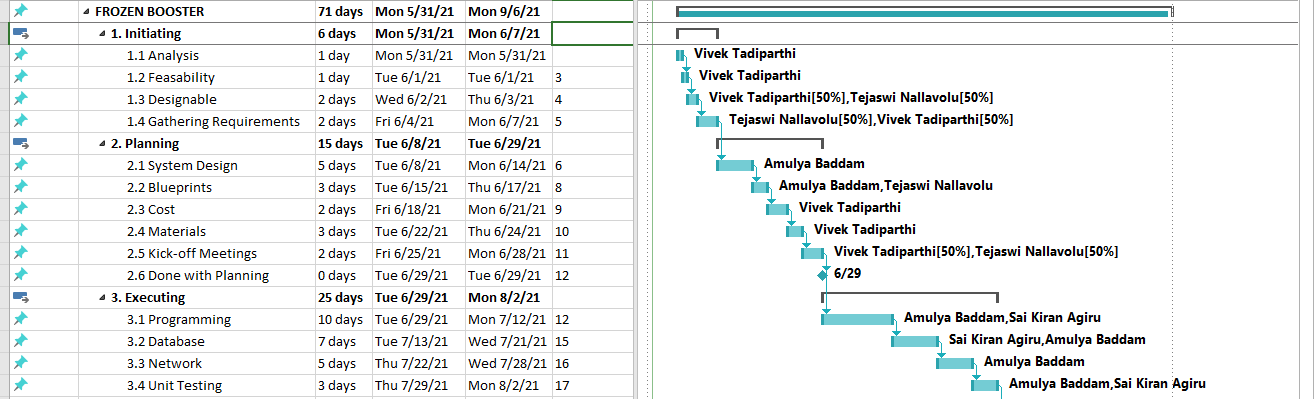 FROZEN BOOSTER 71 days Mon 5/31/21 Mon 9/6/21
1. Initiating 6 days Mon 5/31/21 Mon 6/7/21
1.1 Analysis 1 day Mon 5/31/21 Mon 5/31/21 Vivek Tadiparthi
1.2 Feasability 1 day Tue 6/1/21 Tue 6/1/21 3 Vivek Tadiparthi
1.3 Designable 2 days Wed 6/2/21 Thu 6/3/21 4 Vivek Tadiparthi[50%],Tejaswi Nallavolu[50%]
1.4 Gathering Requirements 2 days Fri 6/4/21 Mon 6/7/21 5 Tejaswi Nallavolu[50%],Vivek Tadiparthi[50%]
2. Planning 15 days Tue 6/8/21 Tue 6/29/21
2.1 System Design 5 days Tue 6/8/21 Mon 6/14/21 6 Amulya Baddam
2.2 Blueprints 3 days Tue 6/15/21 Thu 6/17/21 8 Amulya Baddam,Tejaswi Nallavolu
2.3 Cost 2 days Fri 6/18/21 Mon 6/21/21 9 Vivek Tadiparthi
2.4 Materials 3 days Tue 6/22/21 Thu 6/24/21 10 Vivek Tadiparthi
2.5 Kick-off Meetings 2 days Fri 6/25/21 Mon 6/28/21 11 Vivek Tadiparthi[50%],Tejaswi Nallavolu[50%]
2.6 Done with Planning 0 days Tue 6/29/21 Tue 6/29/21 12 6/29
3. Executing 25 days Tue 6/29/21 Mon 8/2/21
3.1 Programming 10 days Tue 6/29/21 Mon 7/12/21 12 Amulya Baddam,Sai Kiran Agiru
3.2 Database 7 days Tue 7/13/21 Wed 7/21/21 15 Sai Kiran Agiru,Amulya Baddam
3.3 Network 5 days Thu 7/22/21 Wed 7/28/21 16 Amulya Baddam
3.4 Unit Testing 3 days Thu 7/29/21 Mon 8/2/21 17 Amulya Baddam,Sai Kiran Agiru